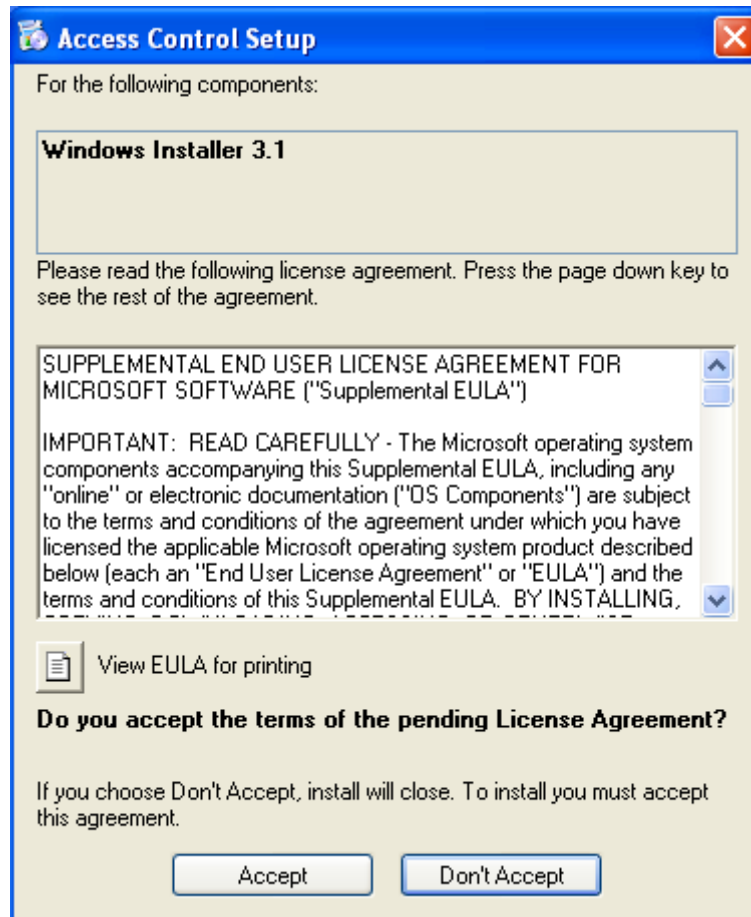 Access Control Setup
For the following components:
Windows Installer 3.1
Please read the following license agreement. Press the page down key to
see the rest of the agreement.
SUPPLEMENTAL END USER LICENSE AGREEMENT FOR
MICROSOFT SOFTWARE ("Supplemental EULA")
IMPORTANT:  READ CAREFULLY - The Microsoft operating system
components accompanying this Supplemental EULA, including any
"online" or electronic documentation ("OS Components") are subject
to the terms and conditions of the agreement under which you have
licensed the applicable Microsoft operating system product described
below (each an "End User License Agreement" or "EULA") and the
terms and conditions of this Supplemental EULA.  BY INSTALLING,
View EULA for printing
Do you accept the terms of the pending License Agreement?
If you choose Don't Accept, install will close. To install you must accept
this agreement.
Accept
Don't Accept